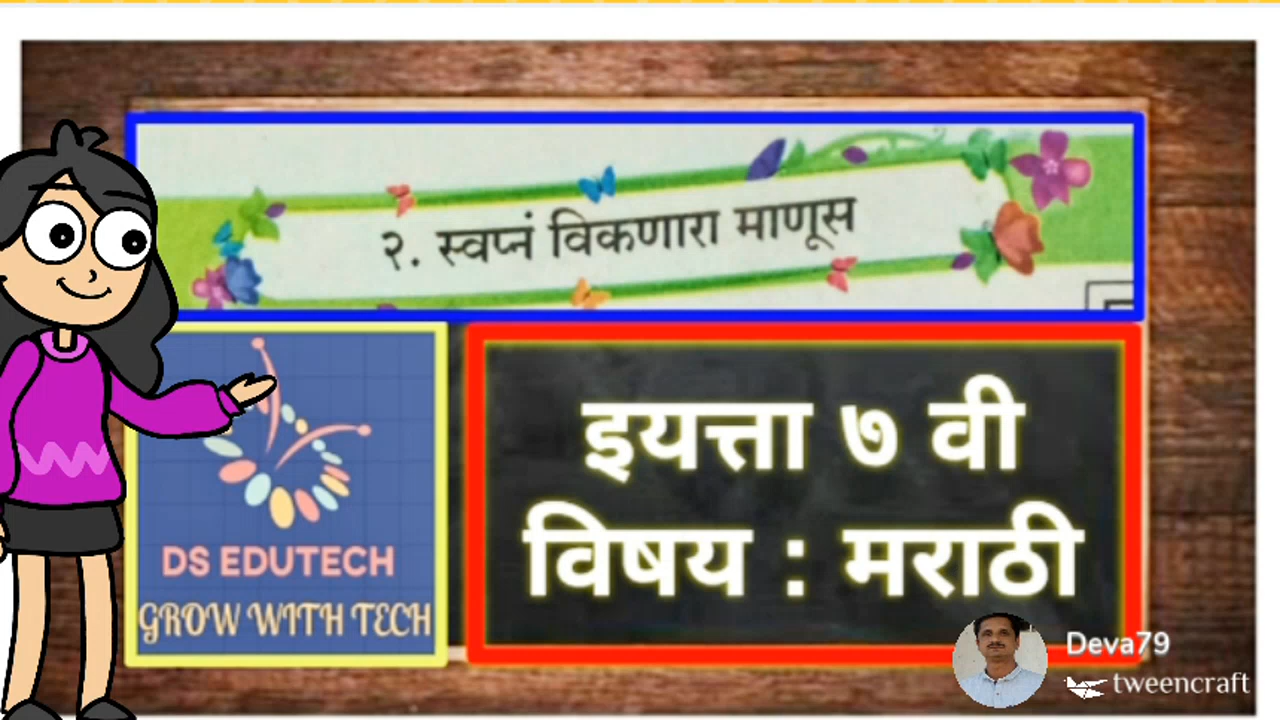 २. स्वप्नं विकणारा माणूस
DS EDUTECH
GROW WITH TECH
इयत्ता ७ वी
विषय : मराठी
Deva79
tweencraft